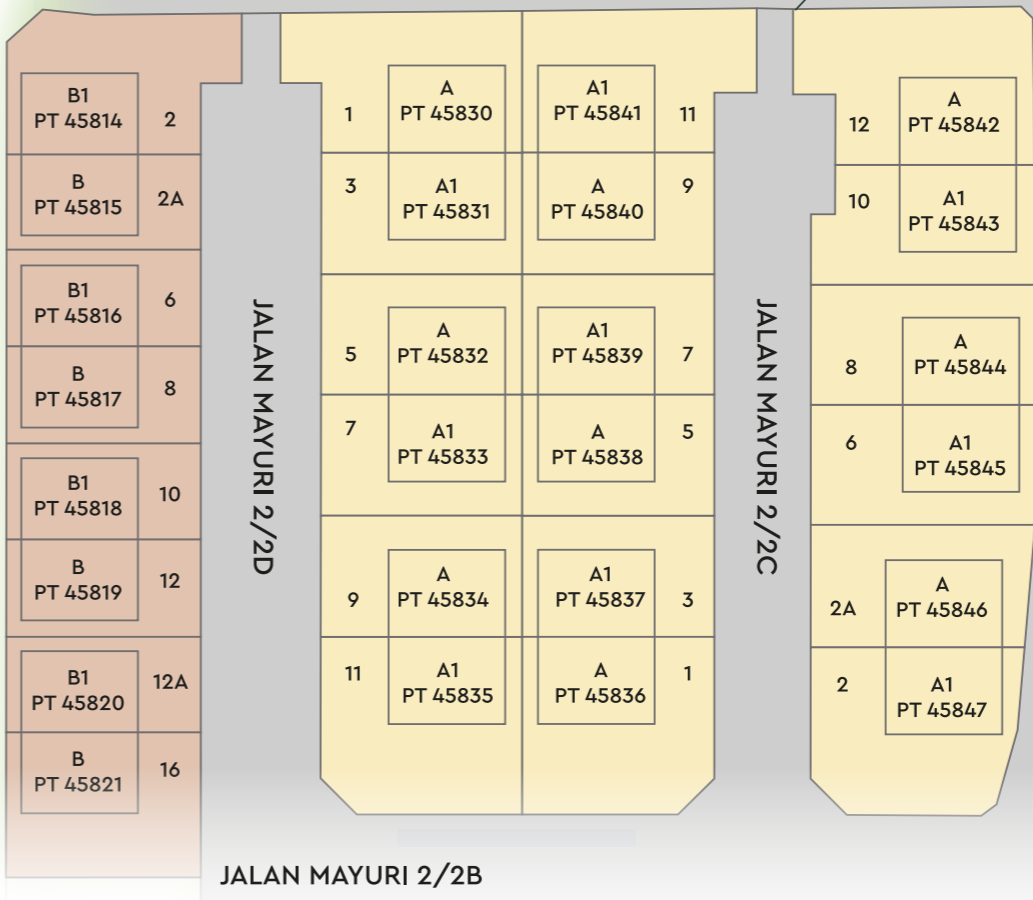 B1
PT 45814
2
B
PT 45815
2A
B1
PT 45816
6
B
PT 45817
8
B1
PT 45818
10
B
PT 45819
12
B1
PT 45820
12A
B
PT 45821
16
JALAN MAYURI 2/2D
1
A
PT 45830
3
A1
PT 45831
5
A
PT 45832
7
A1
PT 45833
9
A
PT 45834
11
A1
PT 45835
A1
PT 45841
11
A
PT 45840
9
A1
PT 45839
7
A
PT 45838
5
A1
PT 45837
3
A
PT 45836
1
JALAN MAYURI 2/2C
12
A
PT 45842
10
A1
PT 45843
8
A
PT 45844
6
A1
PT 45845
2A
A
PT 45846
2
A1
PT 45847
JALAN MAYURI 2/2B